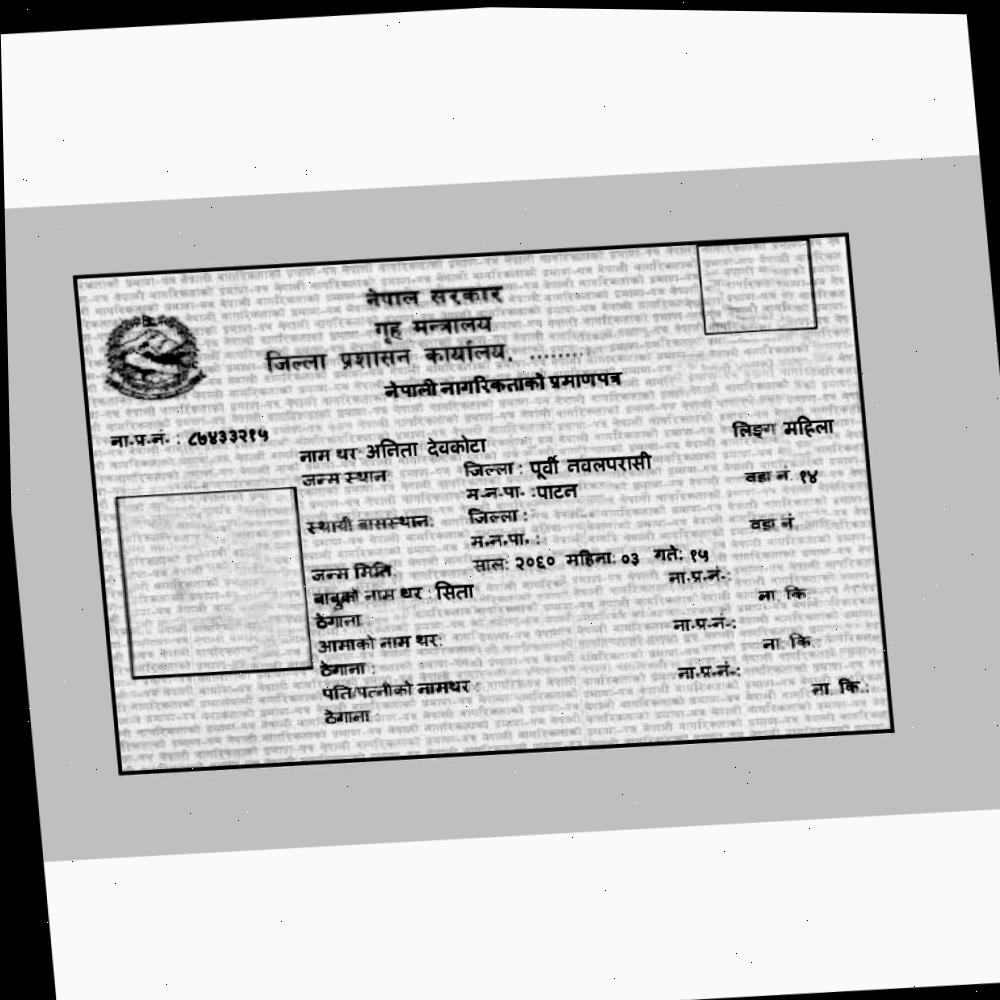 नेपाल सरकार
गृह मन्त्रालय
जिल्ला प्रशासन कार्यालय, ........
नेपाली नागरिकताको प्रमाणपत्र
ना.प्र.नं. : ८७४३३२१५
लिङ्ग महिला
नाम थर: अनिता देवकोटा
जन्म स्थान: जिल्ला : पूर्वी नवलपरासी
म.न.पा. : पाटन वडा नं. १४
स्थायी बासस्थान: जिल्ला :
म.न.पा. : वडा नं.
जन्म मिति: साल: २०६० महिना: ०३ गते: १५
बाबुको नाम थर : सिता ना.प्र.नं.:
ठेगाना : ना. कि.:
आमाको नाम थर: ना.प्र.नं.:
ठेगाना : ना. कि.:
पति/पत्नीको नामथर : ना.प्र.नं.:
ठेगाना : ना. कि.: